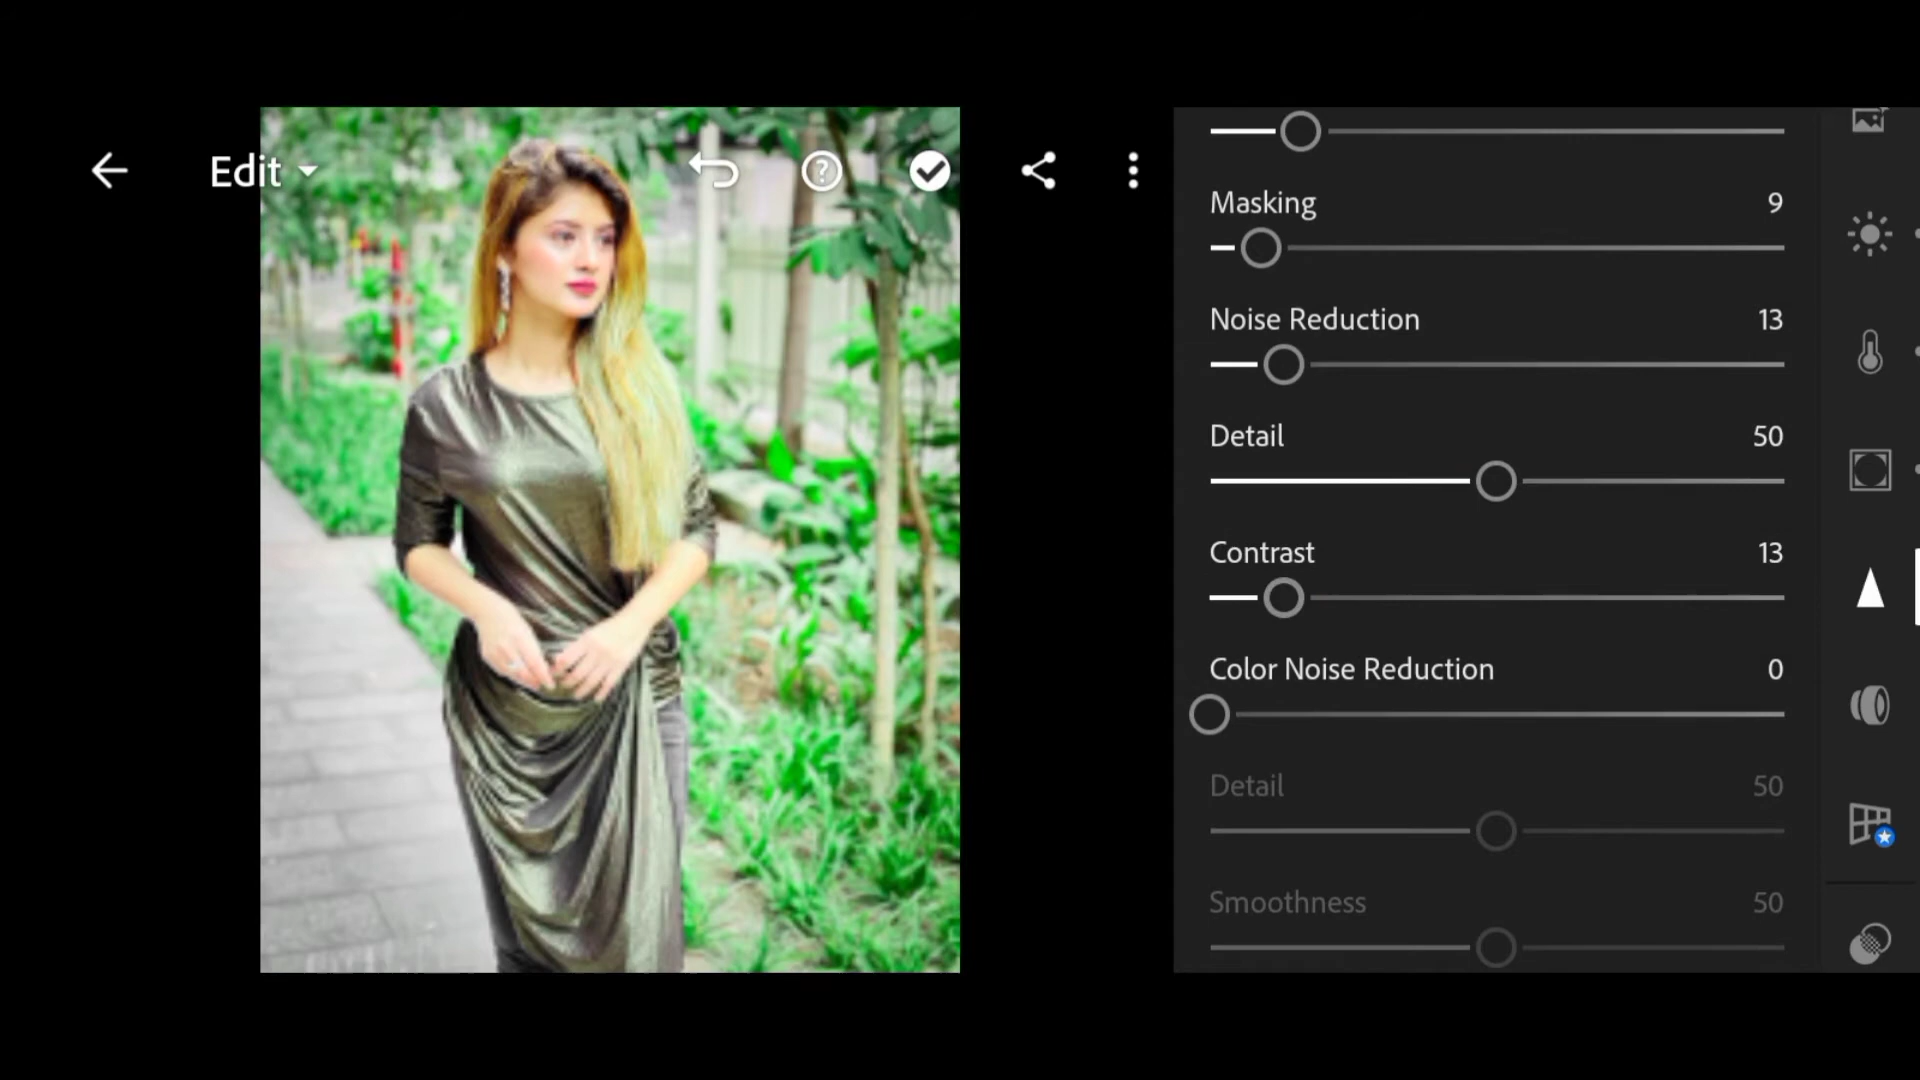 Edit
Masking 9
Noise Reduction 13
Detail 50
Contrast 13
Color Noise Reduction 0
Detail 50
Smoothness 50